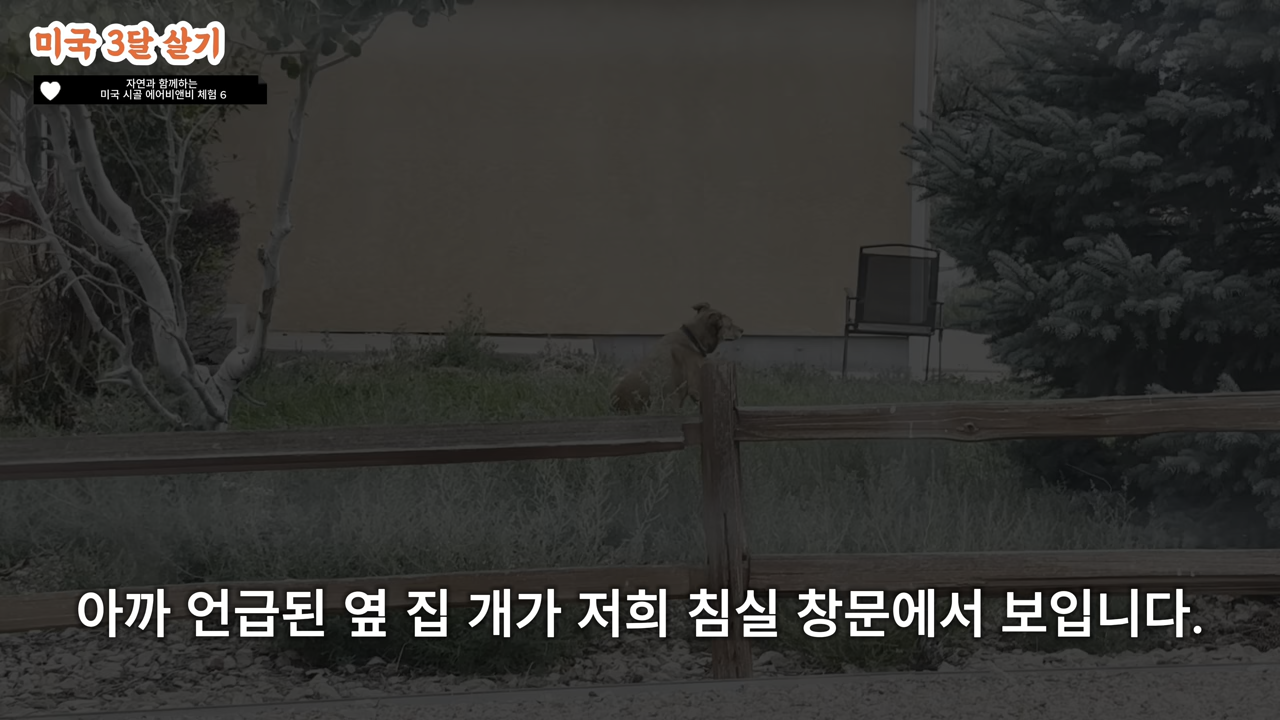 미국 3달 살기
자연과 함께하는
미국 시골 에어비앤비 체험 6
아까 언급된 옆 집 개가 저희 침실 창문에서 보입니다.